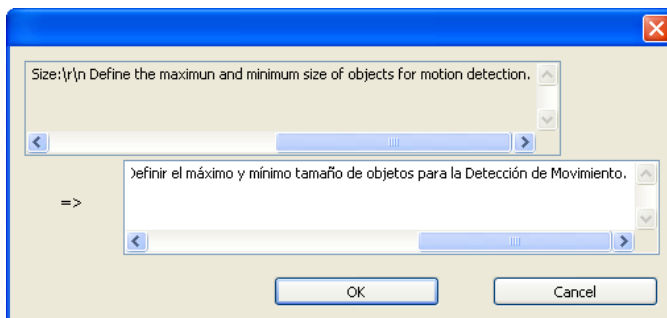 Size:\r\n Define the maximun and minimum size of objects for motion detection.
=>
Definir el máximo y mínimo tamaño de objetos para la Detección de Movimiento.
OK
Cancel